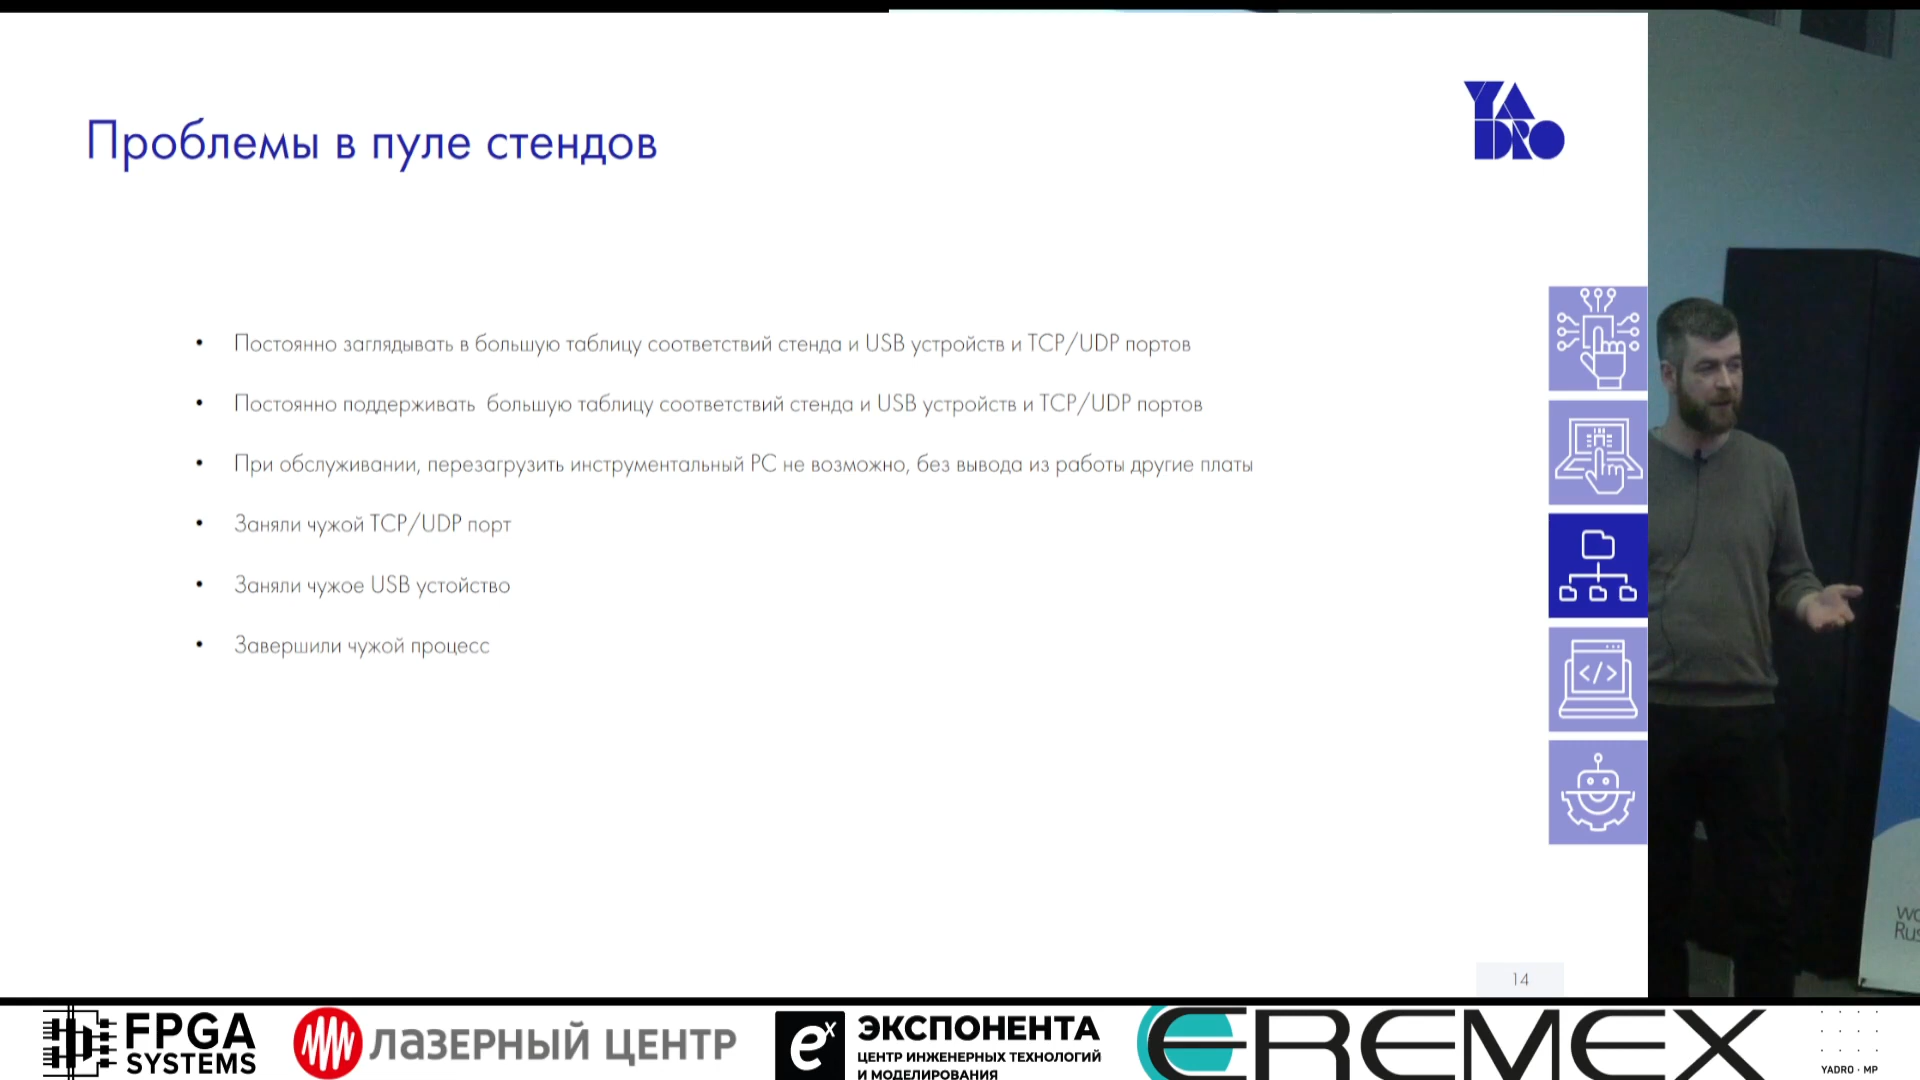 YADRO
Проблемы в пуле стендов
• Постоянно заглядывать в большую таблицу соответствий стенда и USB устройств и TCP/UDP портов
• Постоянно поддерживать большую таблицу соответствий стенда и USB устройств и TCP/UDP портов
• При обслуживании, перезагрузить инструментальный PC не возможно, без вывода из работы другие платы
• Заняли чужой TCP/UDP порт
• Заняли чужое USB устойство
• Завершили чужой процесс
</>
14
FPGA
SYSTEMS
ЛАЗЕРНЫЙ ЦЕНТР
ex
ЭКСПОНЕНТА
ЦЕНТР ИНЖЕНЕРНЫХ ТЕХНОЛОГИЙ
И МОДЕЛИРОВАНИЯ
EREMEX
YADRO · MP